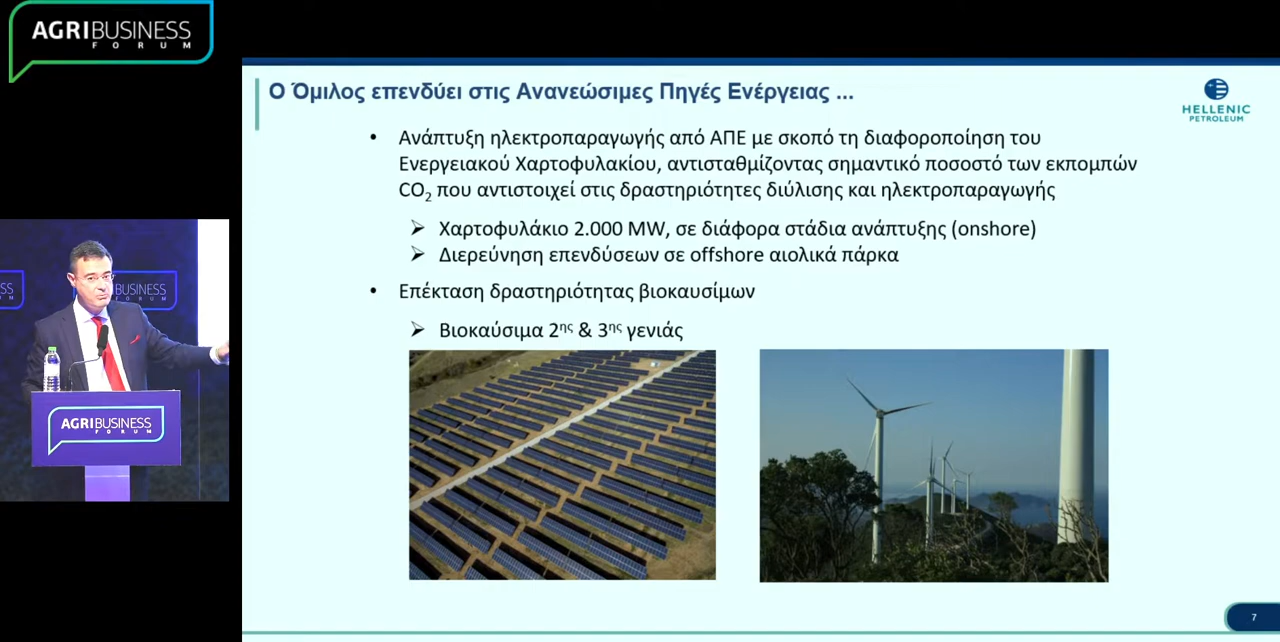 AGRIBUSINESS
FORUM
Ο Όμιλος επενδύει στις Ανανεώσιμες Πηγές Ενέργειας ...
HELLENIC
PETROLEUM
• Ανάπτυξη ηλεκτροπαραγωγής από ΑΠΕ με σκοπό τη διαφοροποίηση του
Ενεργειακού Χαρτοφυλακίου, αντισταθμίζοντας σημαντικό ποσοστό των εκπομπών
CO₂ που αντιστοιχεί στις δραστηριότητες διύλισης και ηλεκτροπαραγωγής
➢ Χαρτοφυλάκιο 2.000 MW, σε διάφορα στάδια ανάπτυξης (onshore)
➢ Διερεύνηση επενδύσεων σε offshore αιολικά πάρκα
• Επέκταση δραστηριότητας βιοκαυσίμων
➢ Βιοκαύσιμα 2ης & 3ης γενιάς
SS
BUSINESS
AGRIBUSINESS
FORUM
7